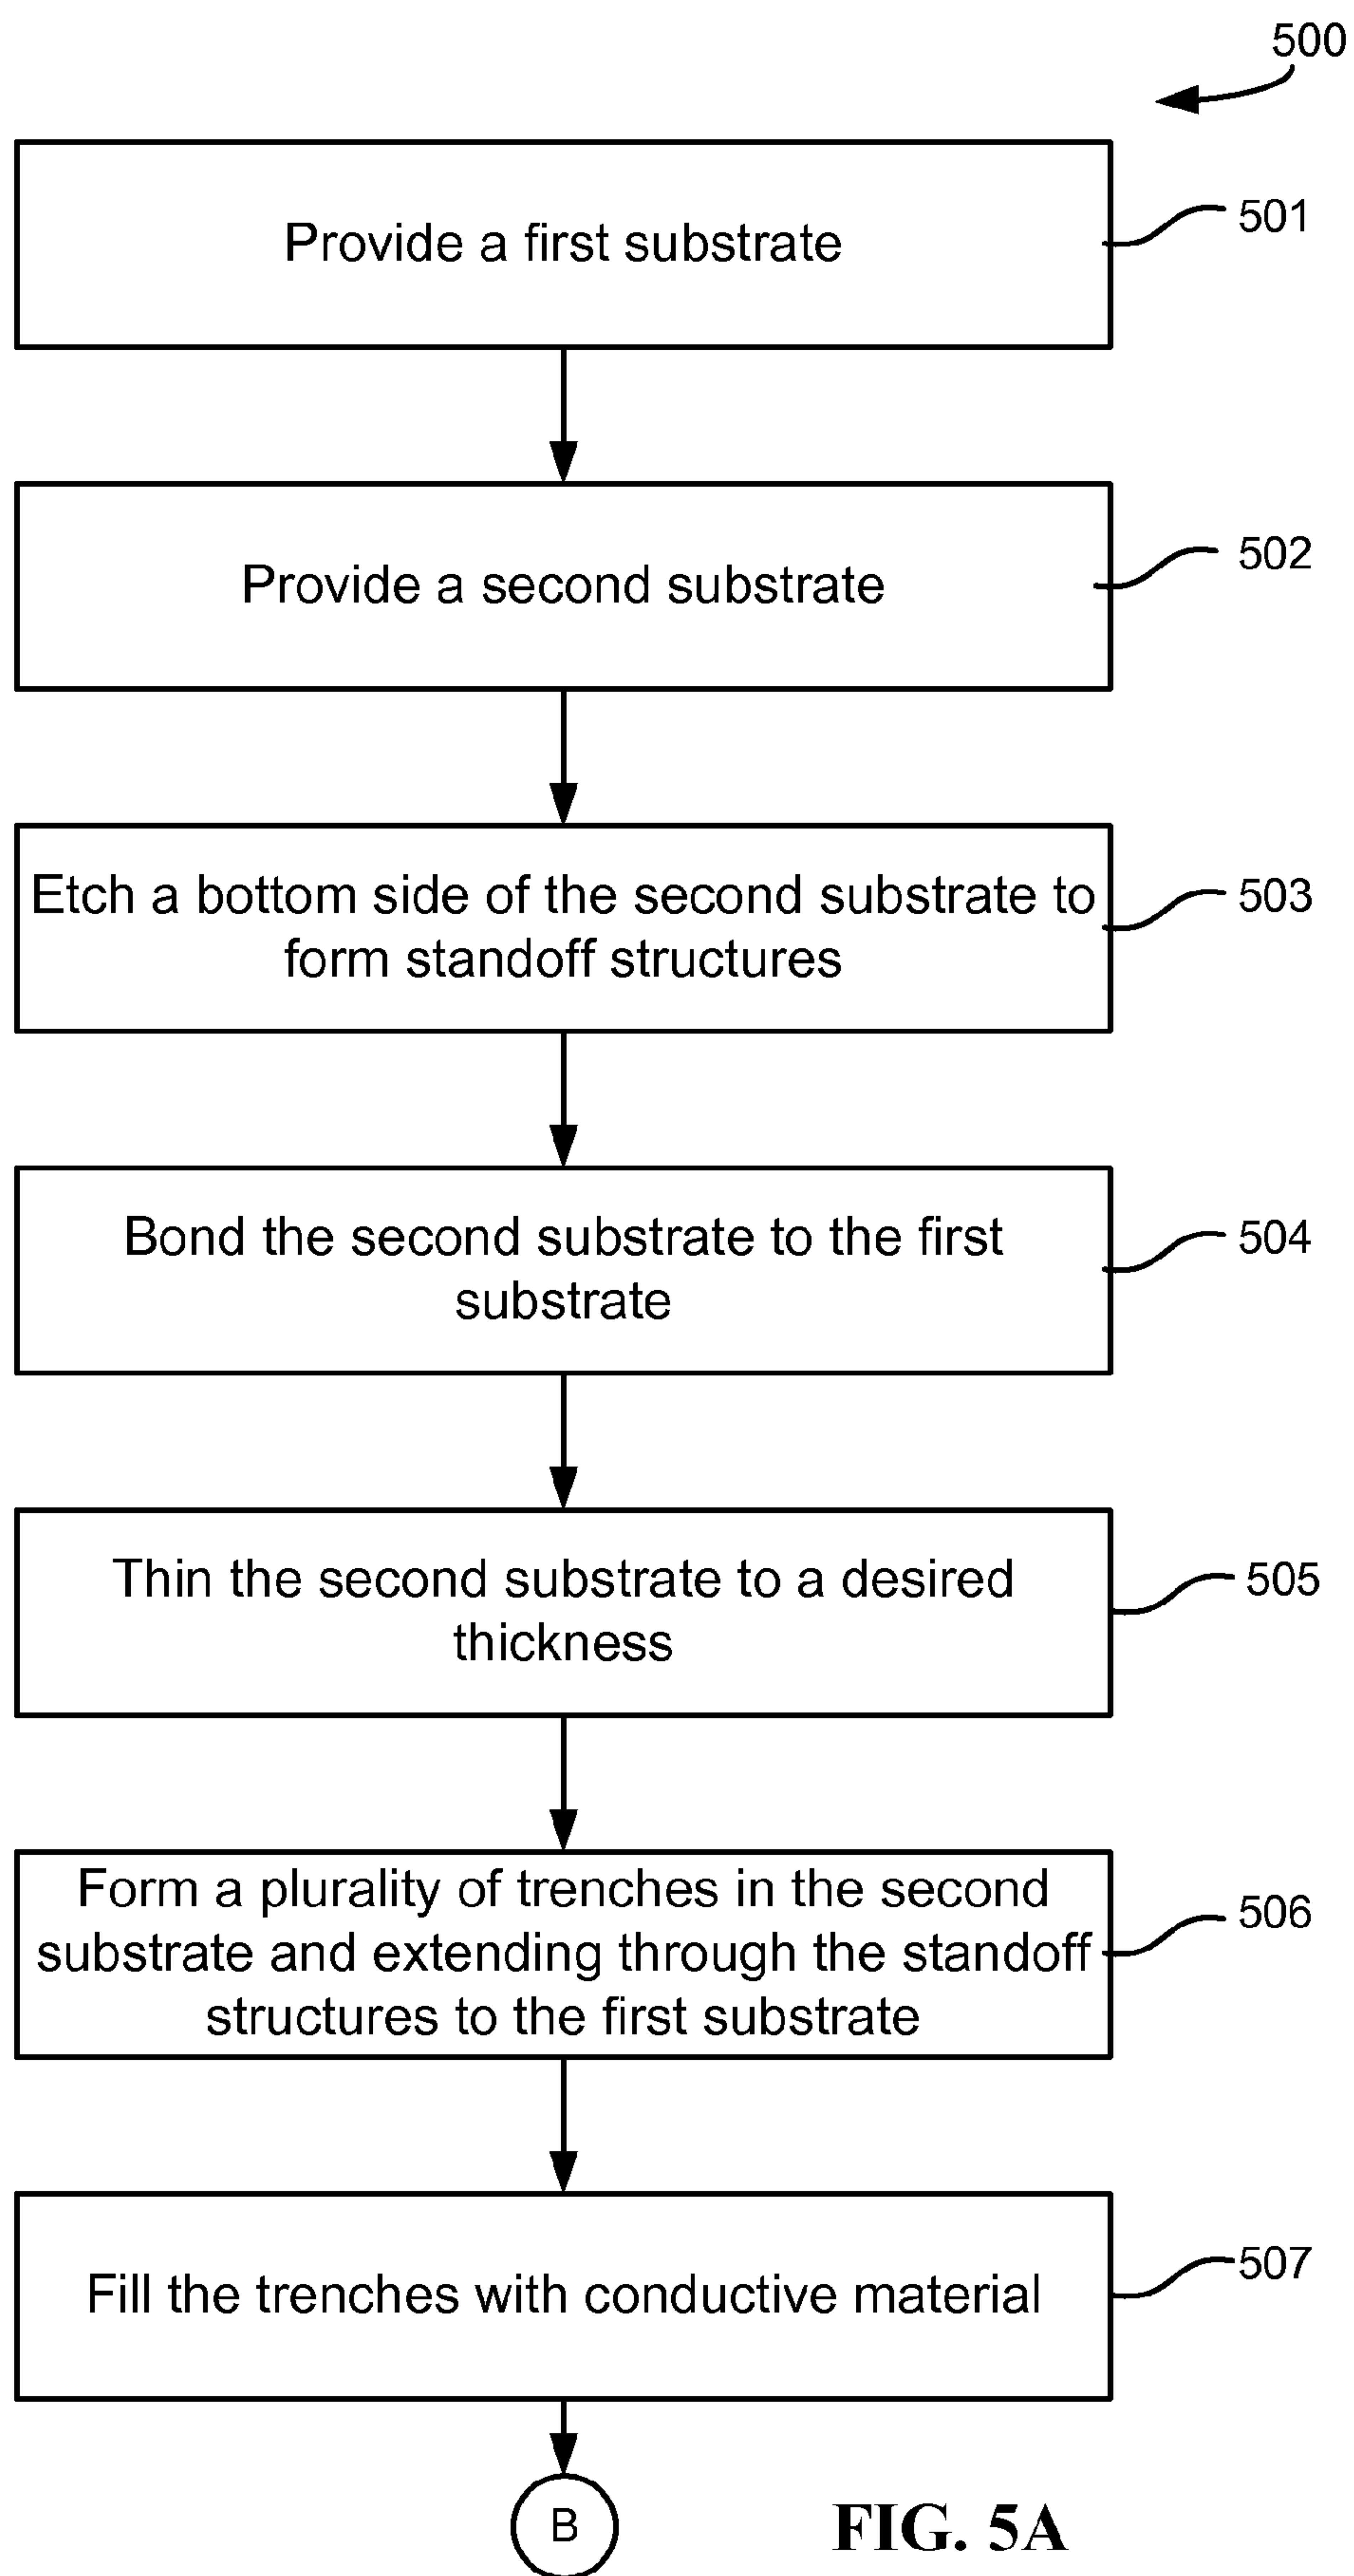 500
Provide a first substrate
501
Provide a second substrate
502
Etch a bottom side of the second substrate to
form standoff structures
503
Bond the second substrate to the first
substrate
504
Thin the second substrate to a desired
thickness
505
Form a plurality of trenches in the second
substrate and extending through the standoff
structures to the first substrate
506
Fill the trenches with conductive material
507
B
FIG. 5A